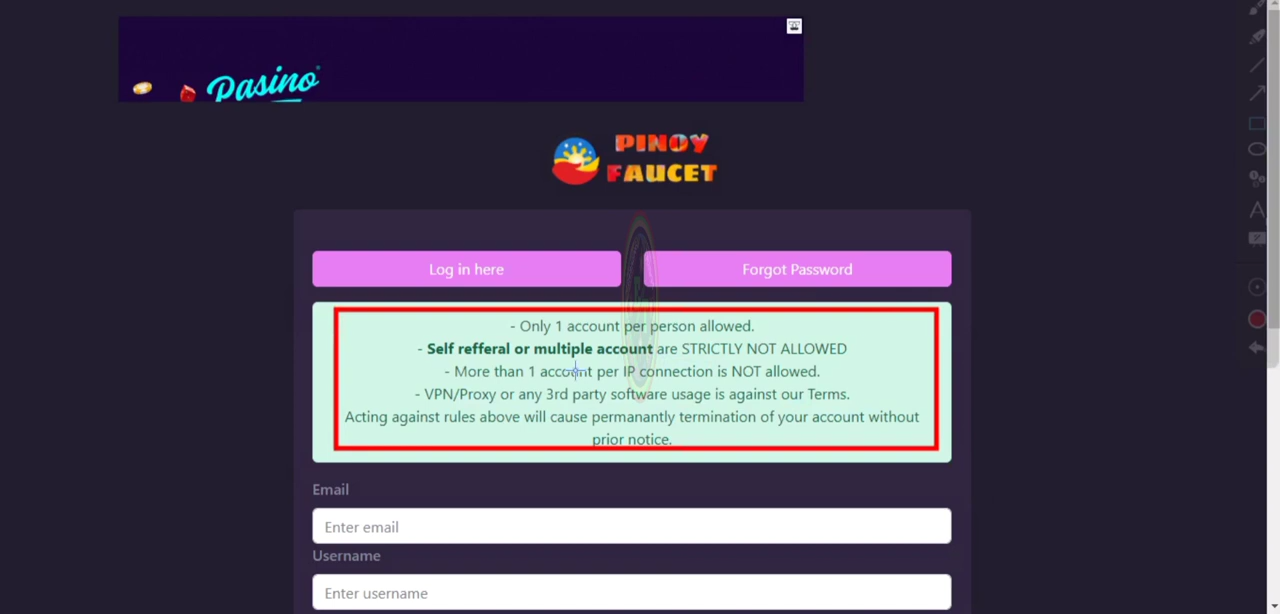 Pasino
PINOY
FAUCET
Log in here
Forgot Password
- Only 1 account per person allowed.
- Self refferal or multiple account are STRICTLY NOT ALLOWED
- More than 1 account per IP connection is NOT allowed.
- VPN/Proxy or any 3rd party software usage is against our Terms.
Acting against rules above will cause permanantly termination of your account without
prior notice.
Email
Enter email
Username
Enter username